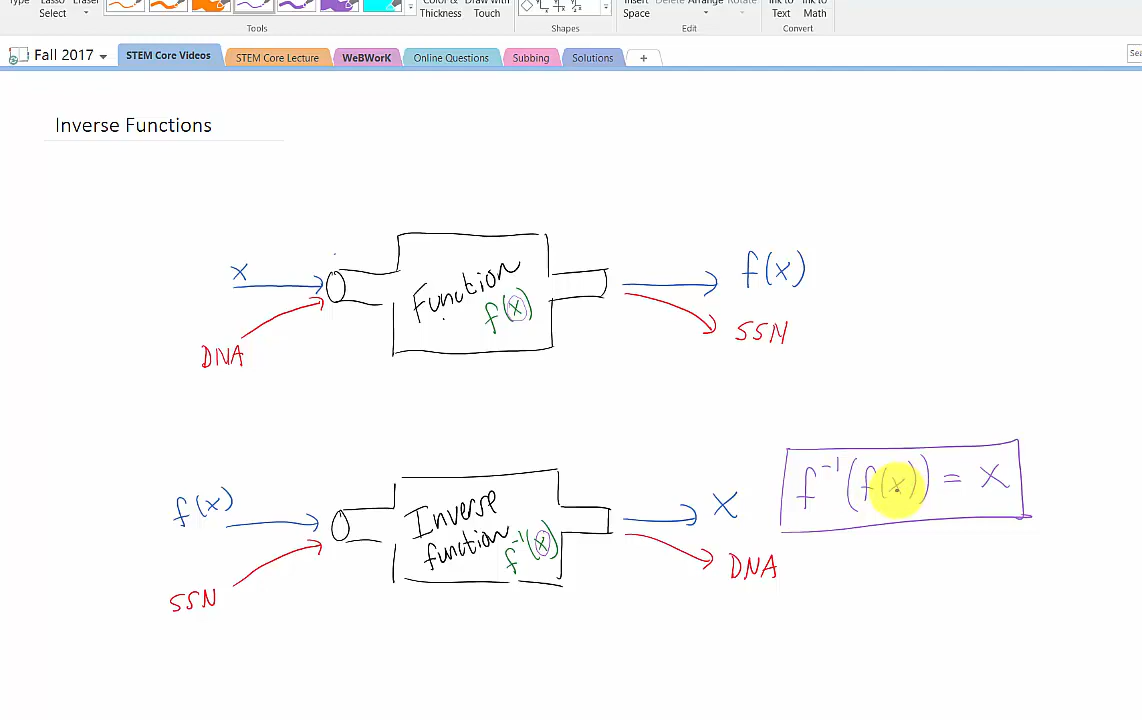 Type Lasso Select Eraser Color & Thickness Draw with Touch Insert Space Delete Arrange Rotate Ink to Text Ink to Math
Tools Shapes Edit Convert
Fall 2017 STEM Core Videos STEM Core Lecture WeBWorK Online Questions Subbing Solutions +
Inverse Functions
x
Function
f(x)
f(x)
DNA
SSN
f(x)
Inverse
function
f⁻¹(x)
x
f⁻¹(f(x)) = x
SSN
DNA